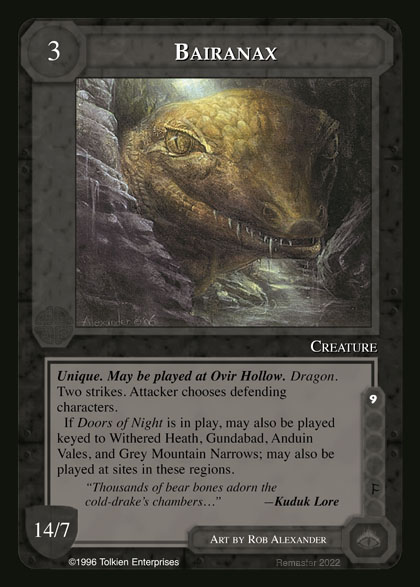 3
BAIRANAX
Alexander 96
CREATURE
Unique. May be played at Ovir Hollow. Dragon.
Two strikes. Attacker chooses defending
characters.
If Doors of Night is in play, may also be played
keyed to Withered Heath, Gundabad, Anduin
Vales, and Grey Mountain Narrows; may also be
played at sites in these regions.
“Thousands of bear bones adorn the
cold-drake’s chambers…” —Kuduk Lore
9
14/7
ART BY ROB ALEXANDER
©1996 Tolkien Enterprises
Remaster 2022